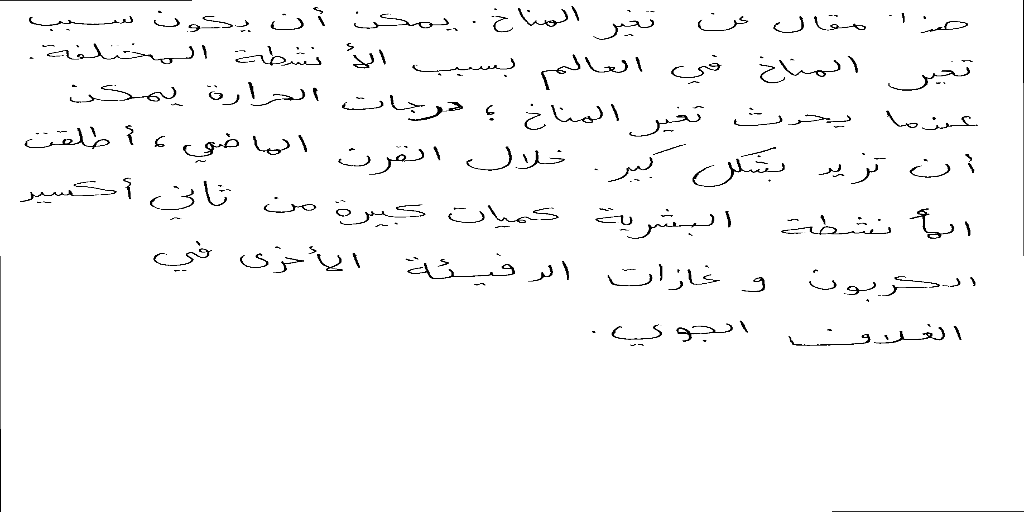 هذا مقال عن تغير المناخ. يمكن أن يكون سبب
تغير المناخ في العالم بسبب الأنشطة المختلفة.
عندما يحدث تغير المناخ ؛ درجات الحرارة يمكن
أن تزيد بشكل كبير. خلال القرن الماضي ، أطلقت
الأنشطة البشرية كميات كبيرة من ثاني أكسيد
الكربون و غازات الدفيئة الأخرى في
الغلاف الجوي.